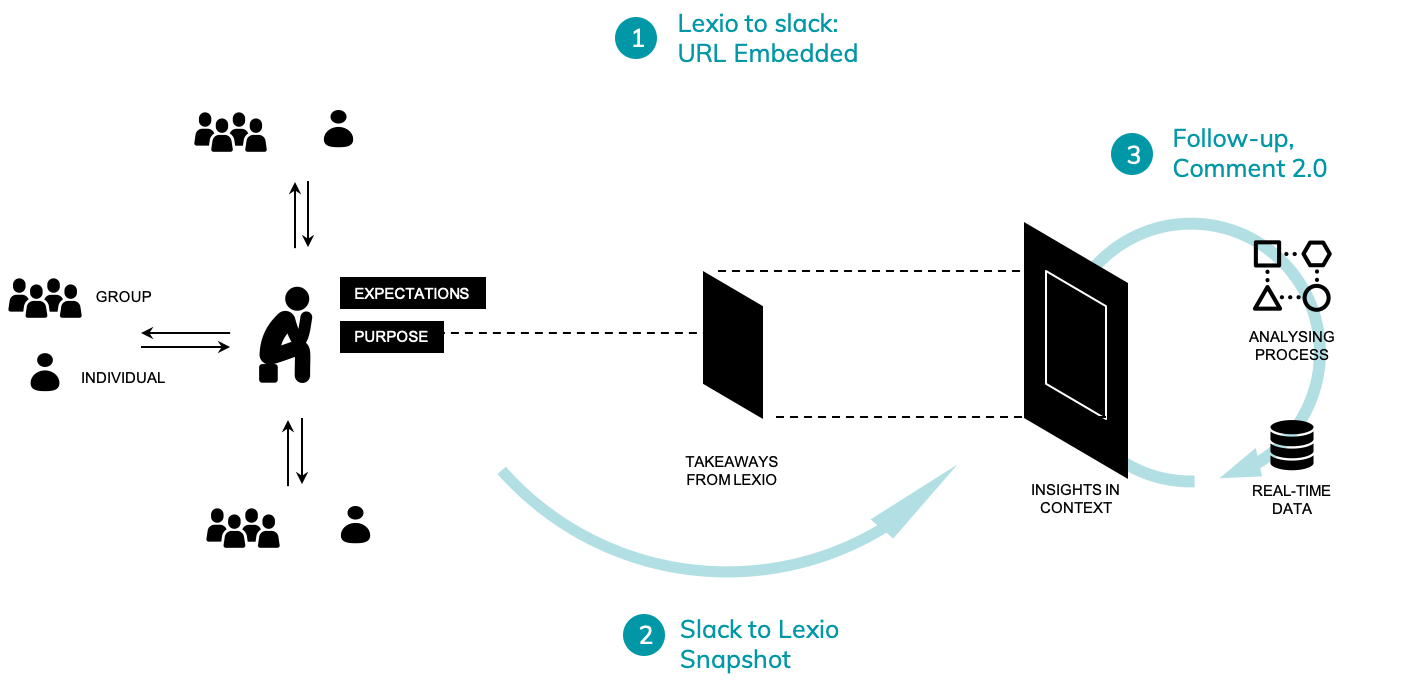 1
Lexio to slack:
URL Embedded
3
Follow-up,
Comment 2.0
GROUP
INDIVIDUAL
EXPECTATIONS
PURPOSE
TAKEAWAYS
FROM LEXIO
INSIGHTS IN
CONTEXT
ANALYSING
PROCESS
REAL-TIME
DATA
2
Slack to Lexio
Snapshot